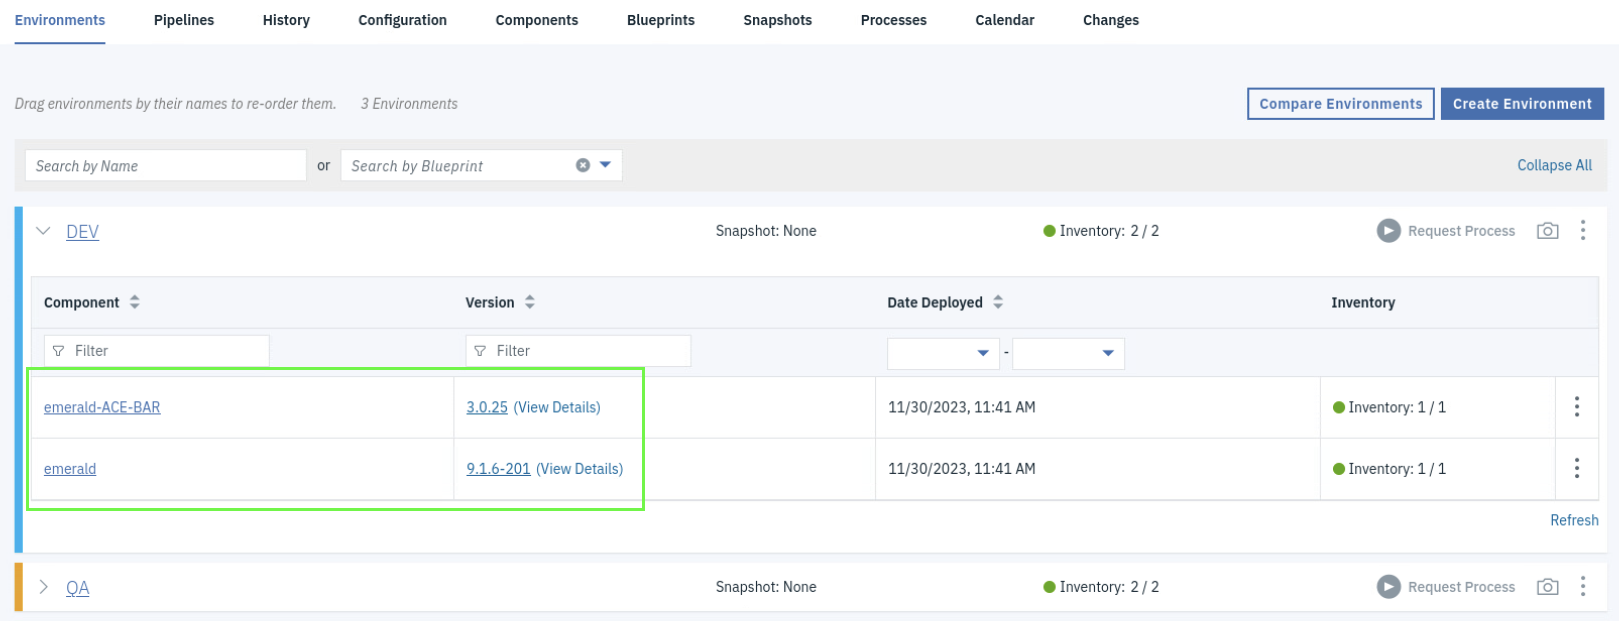 Environments Pipelines History Configuration Components Blueprints Snapshots Processes Calendar Changes
Drag environments by their names to re-order them. 3 Environments Compare Environments Create Environment
Search by Name or Search by Blueprint Collapse All
DEV Snapshot: None Inventory: 2 / 2 Request Process
Component Version Date Deployed Inventory
Filter Filter -
emerald-ACE-BAR 3.0.25 (View Details) 11/30/2023, 11:41 AM Inventory: 1 / 1
emerald 9.1.6-201 (View Details) 11/30/2023, 11:41 AM Inventory: 1 / 1
Refresh
QA Snapshot: None Inventory: 2 / 2 Request Process